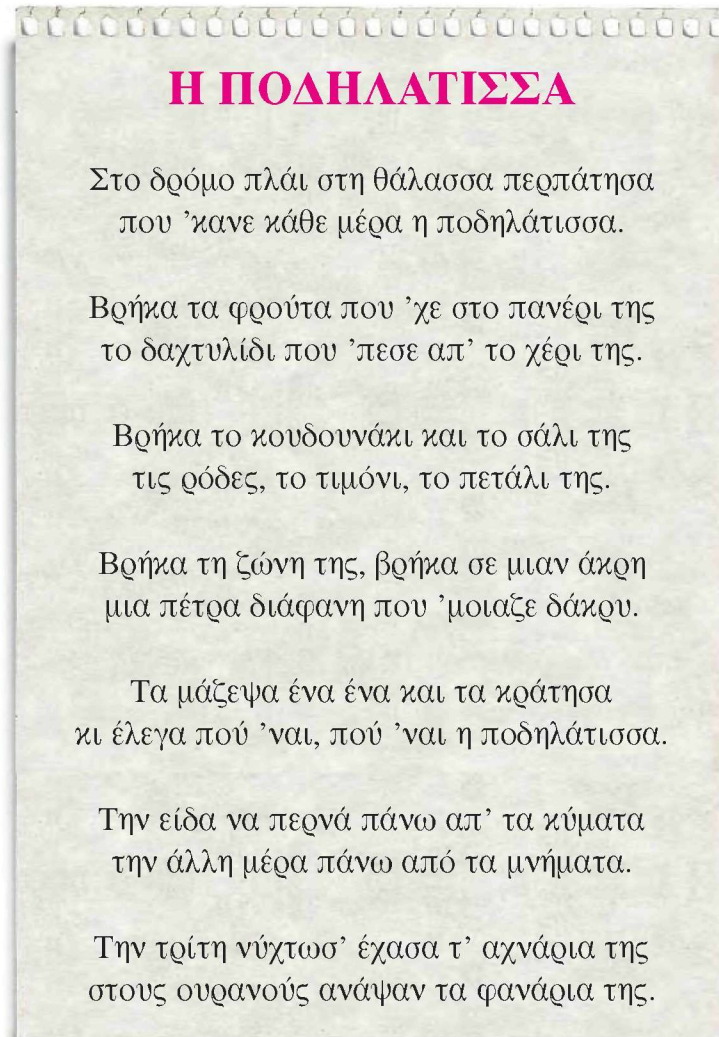 Η ΠΟΔΗΛΑΤΙΣΣΑ
Στο δρόμο πλάι στη θάλασσα περπάτησα
που ’κανε κάθε μέρα η ποδηλάτισσα.
Βρήκα τα φρούτα που ’χε στο πανέρι της
το δαχτυλίδι που ’πεσε απ’ το χέρι της.
Βρήκα το κουδουνάκι και το σάλι της
τις ρόδες, το τιμόνι, το πετάλι της.
Βρήκα τη ζώνη της, βρήκα σε μιαν άκρη
μια πέτρα διάφανη που ’μοιαζε δάκρυ.
Τα μάζεψα ένα ένα και τα κράτησα
κι έλεγα πού ’ναι, πού ’ναι η ποδηλάτισσα.
Την είδα να περνά πάνω απ’ τα κύματα
την άλλη μέρα πάνω από τα μνήματα.
Την τρίτη νύχτωσ’ έχασα τ’ αχνάρια της
στους ουρανούς ανάψαν τα φανάρια της.